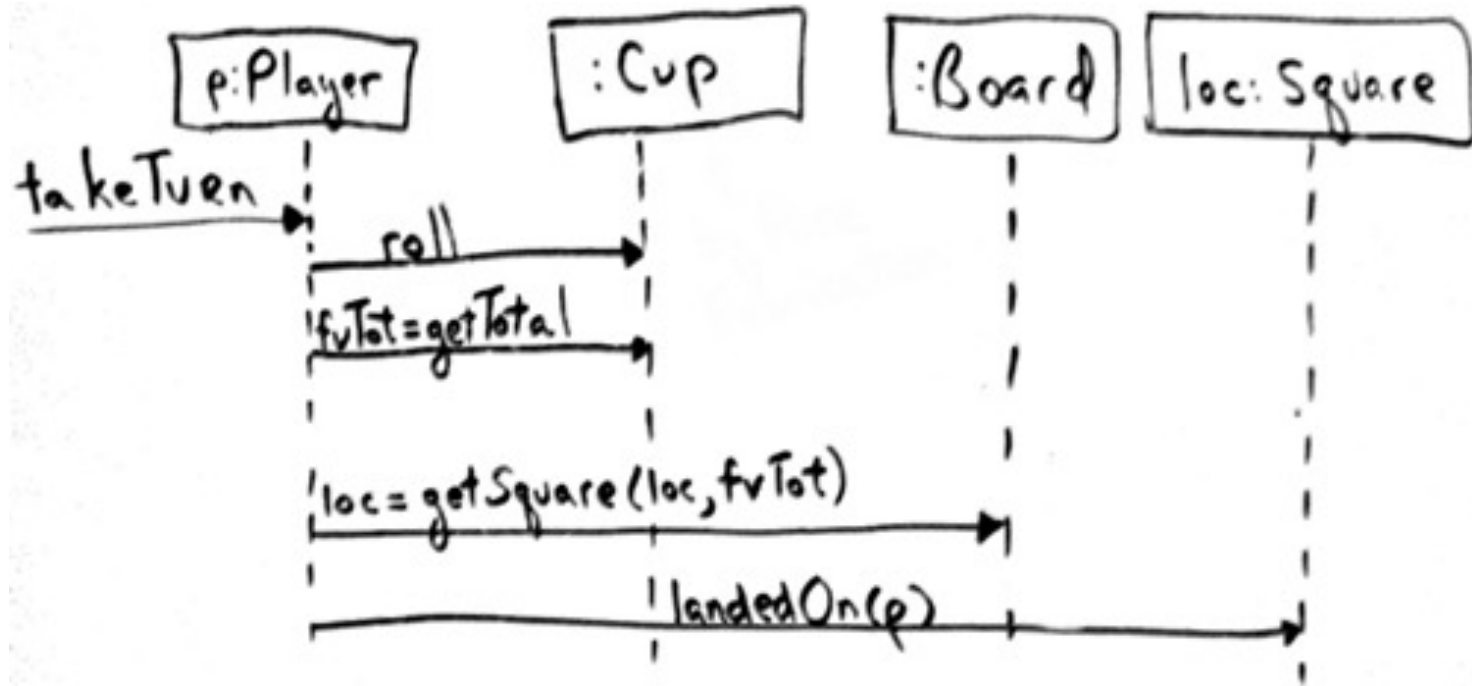 p:Player
:Cup
:Board
loc: Square
takeTurn
roll
fvTot=getTotal
loc=getSquare(loc,fvTot)
landedOn(p)